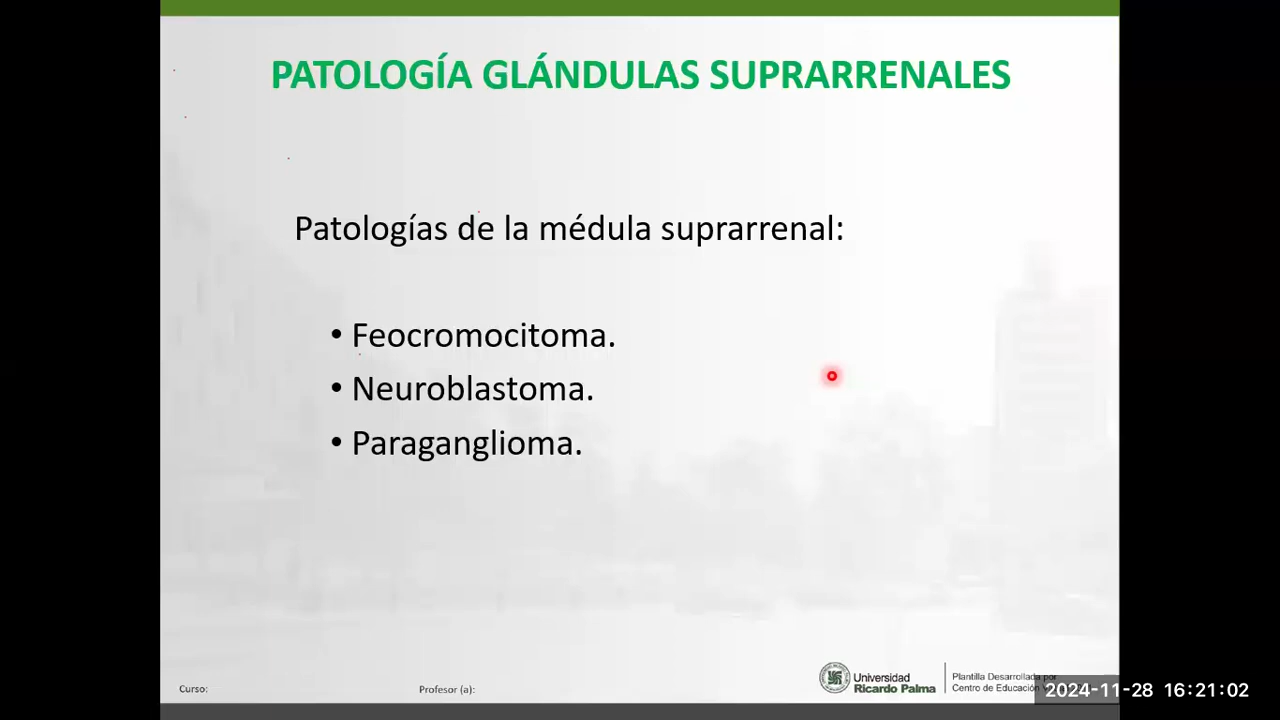 PATOLOGÍA GLÁNDULAS SUPRARRENALES
Patologías de la médula suprarrenal:
• Feocromocitoma.
• Neuroblastoma.
• Paraganglioma.
Curso:
Profesor (a):
Universidad
Ricardo Palma
Plantilla Desarrollada por
Centro de Educación
2024-11-28 16:21:02